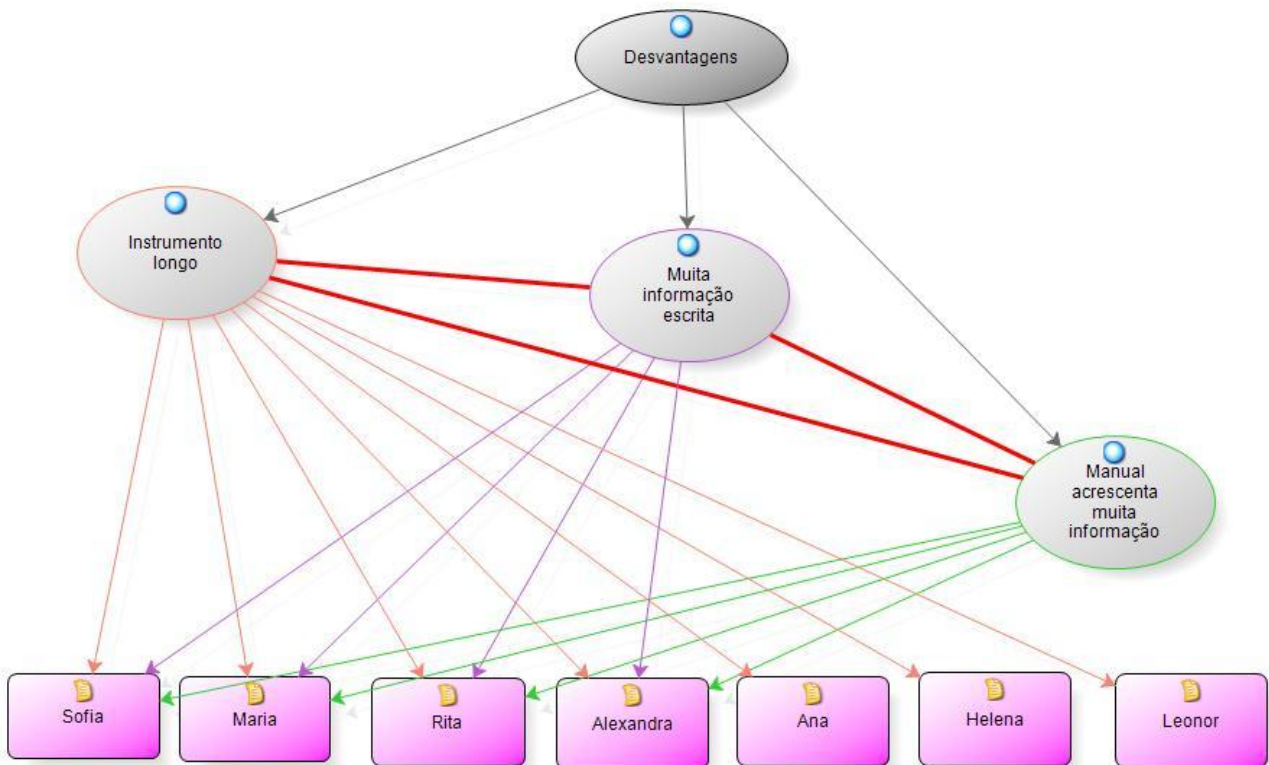 Desvantagens
Instrumento
longo
Muita
informação
escrita
Manual
acrescenta
muita
informação
Sofia
Maria
Rita
Alexandra
Ana
Helena
Leonor